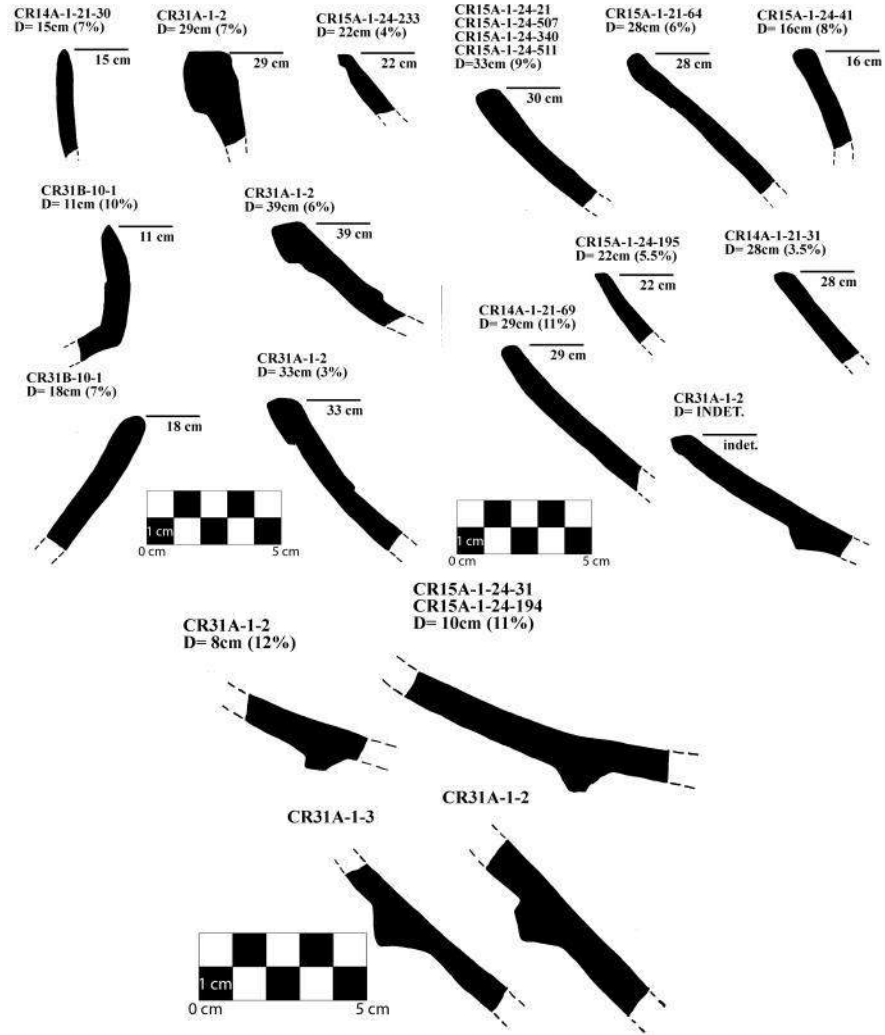 CR14A-1-21-30
D= 15cm (7%)
15 cm
CR31A-1-2
D= 29cm (7%)
29 cm
CR15A-1-24-233
D= 22cm (4%)
22 cm
CR15A-1-24-21
CR15A-1-24-507
CR15A-1-24-340
CR15A-1-24-511
D=33cm (9%)
30 cm
CR15A-1-21-64
D= 28cm (6%)
28 cm
CR15A-1-24-41
D= 16cm (8%)
16 cm
CR31B-10-1
D= 11cm (10%)
11 cm
CR31A-1-2
D= 39cm (6%)
39 cm
CR15A-1-24-195
D= 22cm (5.5%)
22 cm
CR14A-1-21-31
D= 28cm (3.5%)
28 cm
CR14A-1-21-69
D= 29cm (11%)
29 cm
CR31B-10-1
D= 18cm (7%)
18 cm
CR31A-1-2
D= 33cm (3%)
33 cm
CR31A-1-2
D= INDET.
indet.
1 cm
0 cm
5 cm
1 cm
0 cm
5 cm
CR31A-1-2
D= 8cm (12%)
CR15A-1-24-31
CR15A-1-24-194
D= 10cm (11%)
CR31A-1-3
CR31A-1-2
1 cm
0 cm
5 cm